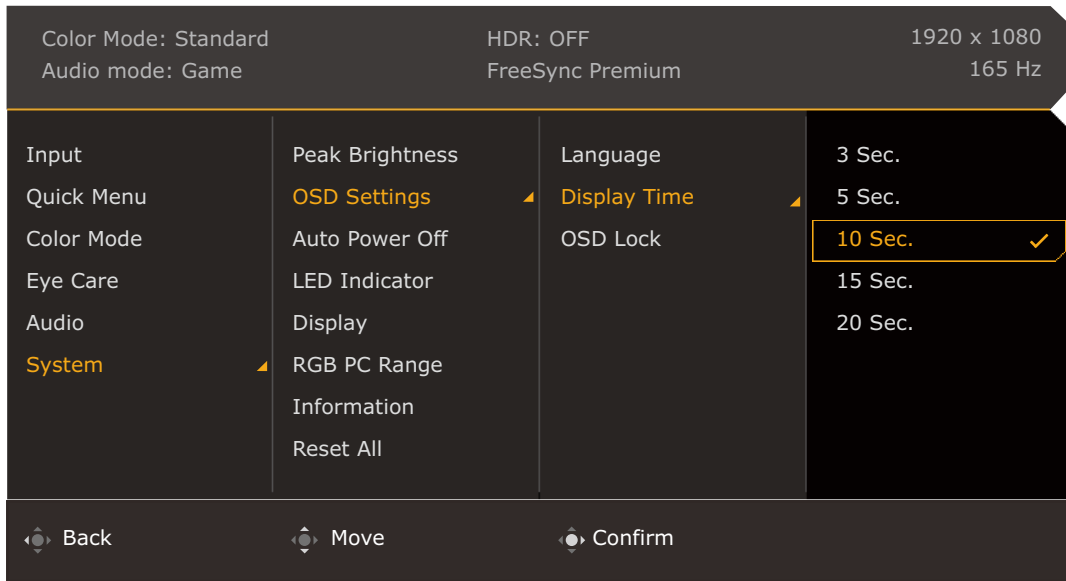 Color Mode: Standard
Audio mode: Game
HDR: OFF
FreeSync Premium
1920 x 1080
165 Hz
Input
Quick Menu
Color Mode
Eye Care
Audio
System
Peak Brightness
OSD Settings
Auto Power Off
LED Indicator
Display
RGB PC Range
Information
Reset All
Language
Display Time
OSD Lock
3 Sec.
5 Sec.
10 Sec.
15 Sec.
20 Sec.
Back
Move
Confirm